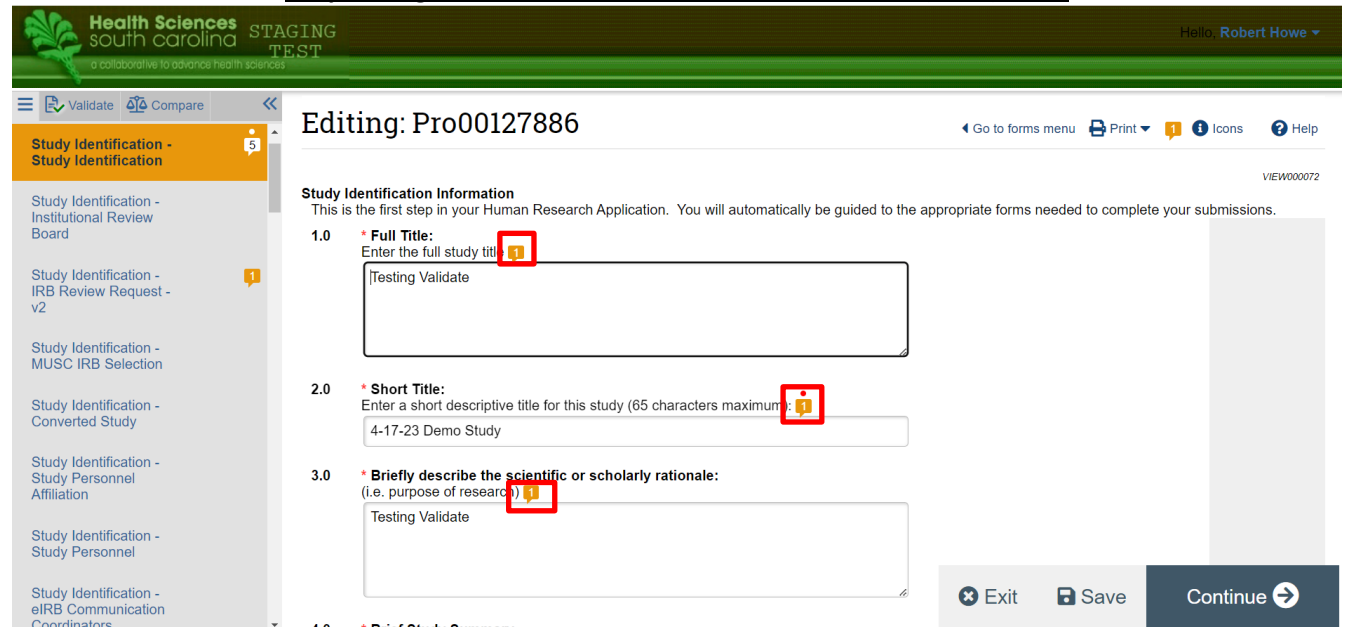 Health Sciences
south carolina
a collaborative to advance health sciences
STAGING
TEST
Hello, Robert Howe
Validate Compare
Study Identification -
Study Identification
5
Study Identification -
Institutional Review
Board
Study Identification -
IRB Review Request -
v2
1
Study Identification -
MUSC IRB Selection
Study Identification -
Converted Study
Study Identification -
Study Personnel
Affiliation
Study Identification -
Study Personnel
Study Identification -
eIRB Communication
Coordinators
Editing: Pro00127886
Go to forms menu Print 1 Icons Help
VIEW000072
Study Identification Information
This is the first step in your Human Research Application. You will automatically be guided to the appropriate forms needed to complete your submissions.
1.0 * Full Title:
Enter the full study title 1
Testing Validate
2.0 * Short Title:
Enter a short descriptive title for this study (65 characters maximum): 1
4-17-23 Demo Study
3.0 * Briefly describe the scientific or scholarly rationale:
(i.e. purpose of research) 1
Testing Validate
Exit Save Continue